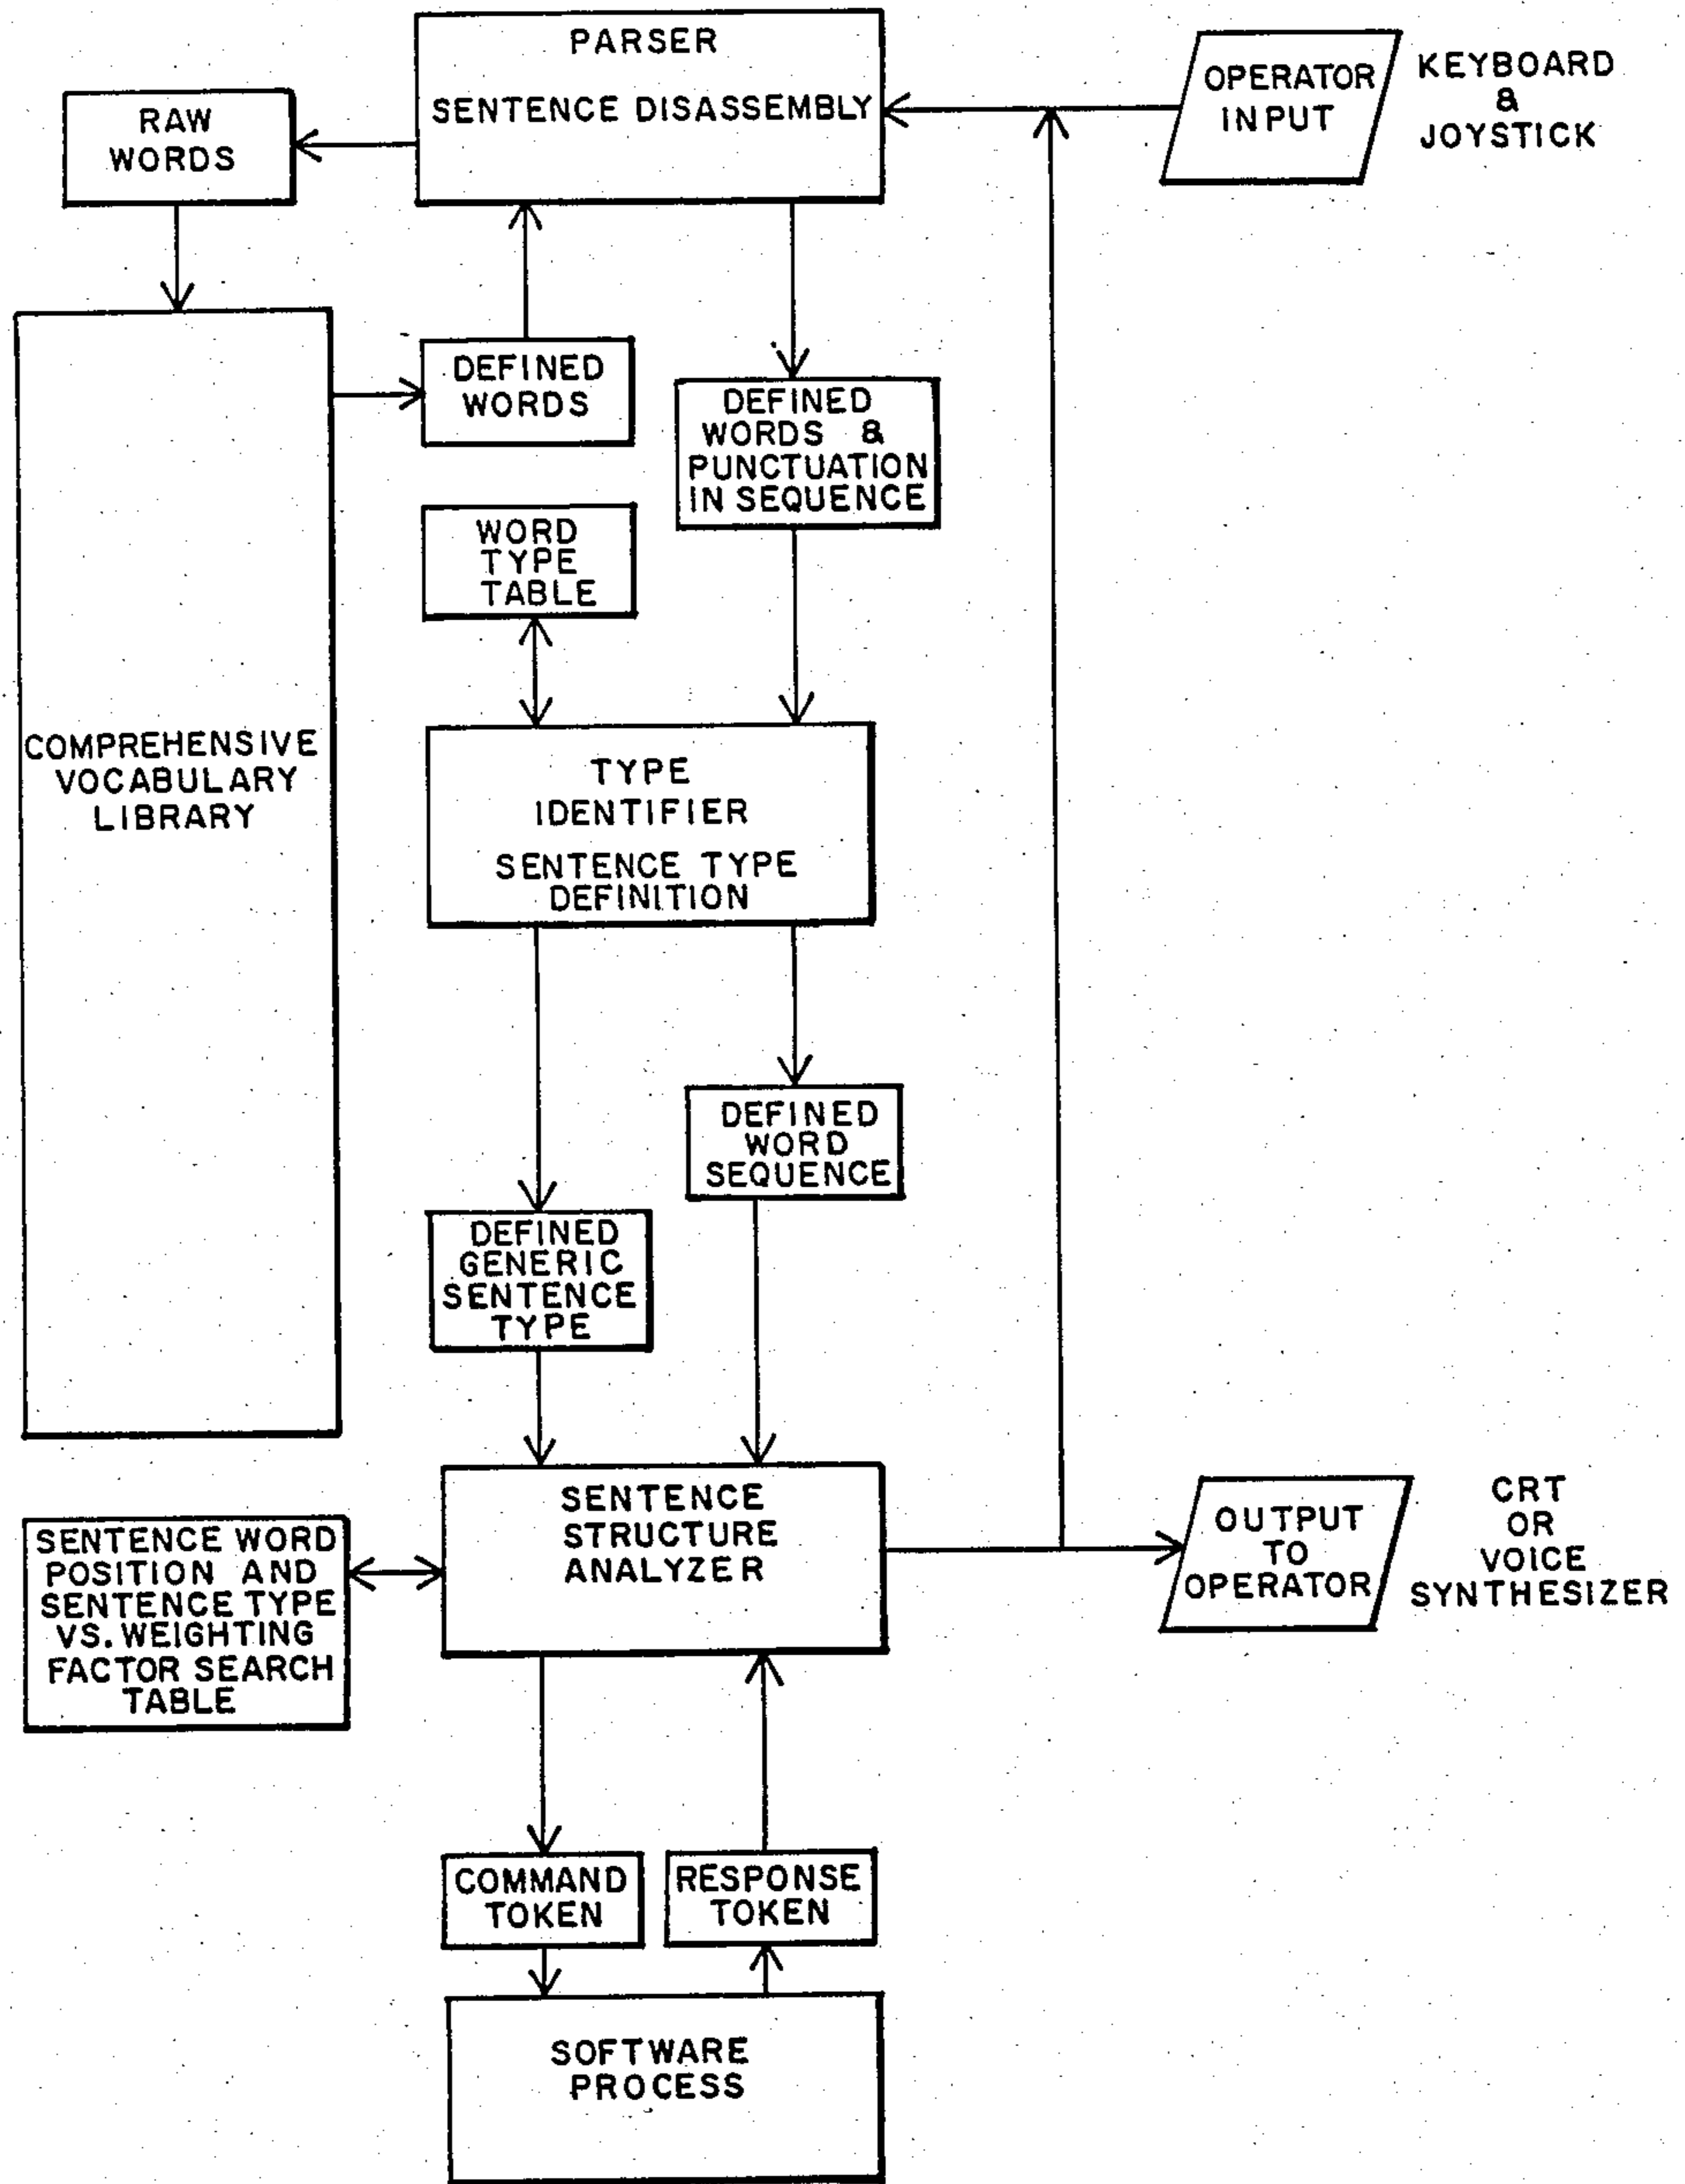 PARSER
SENTENCE DISASSEMBLY
OPERATOR
INPUT
KEYBOARD
&
JOYSTICK
RAW
WORDS
DEFINED
WORDS
DEFINED
WORDS &
PUNCTUATION
IN SEQUENCE
WORD
TYPE
TABLE
COMPREHENSIVE
VOCABULARY
LIBRARY
TYPE
IDENTIFIER
SENTENCE TYPE
DEFINITION
DEFINED
WORD
SEQUENCE
DEFINED
GENERIC
SENTENCE
TYPE
SENTENCE
STRUCTURE
ANALYZER
SENTENCE WORD
POSITION AND
SENTENCE TYPE
VS. WEIGHTING
FACTOR SEARCH
TABLE
OUTPUT
TO
OPERATOR
CRT
OR
VOICE
SYNTHESIZER
COMMAND
TOKEN
RESPONSE
TOKEN
SOFTWARE
PROCESS